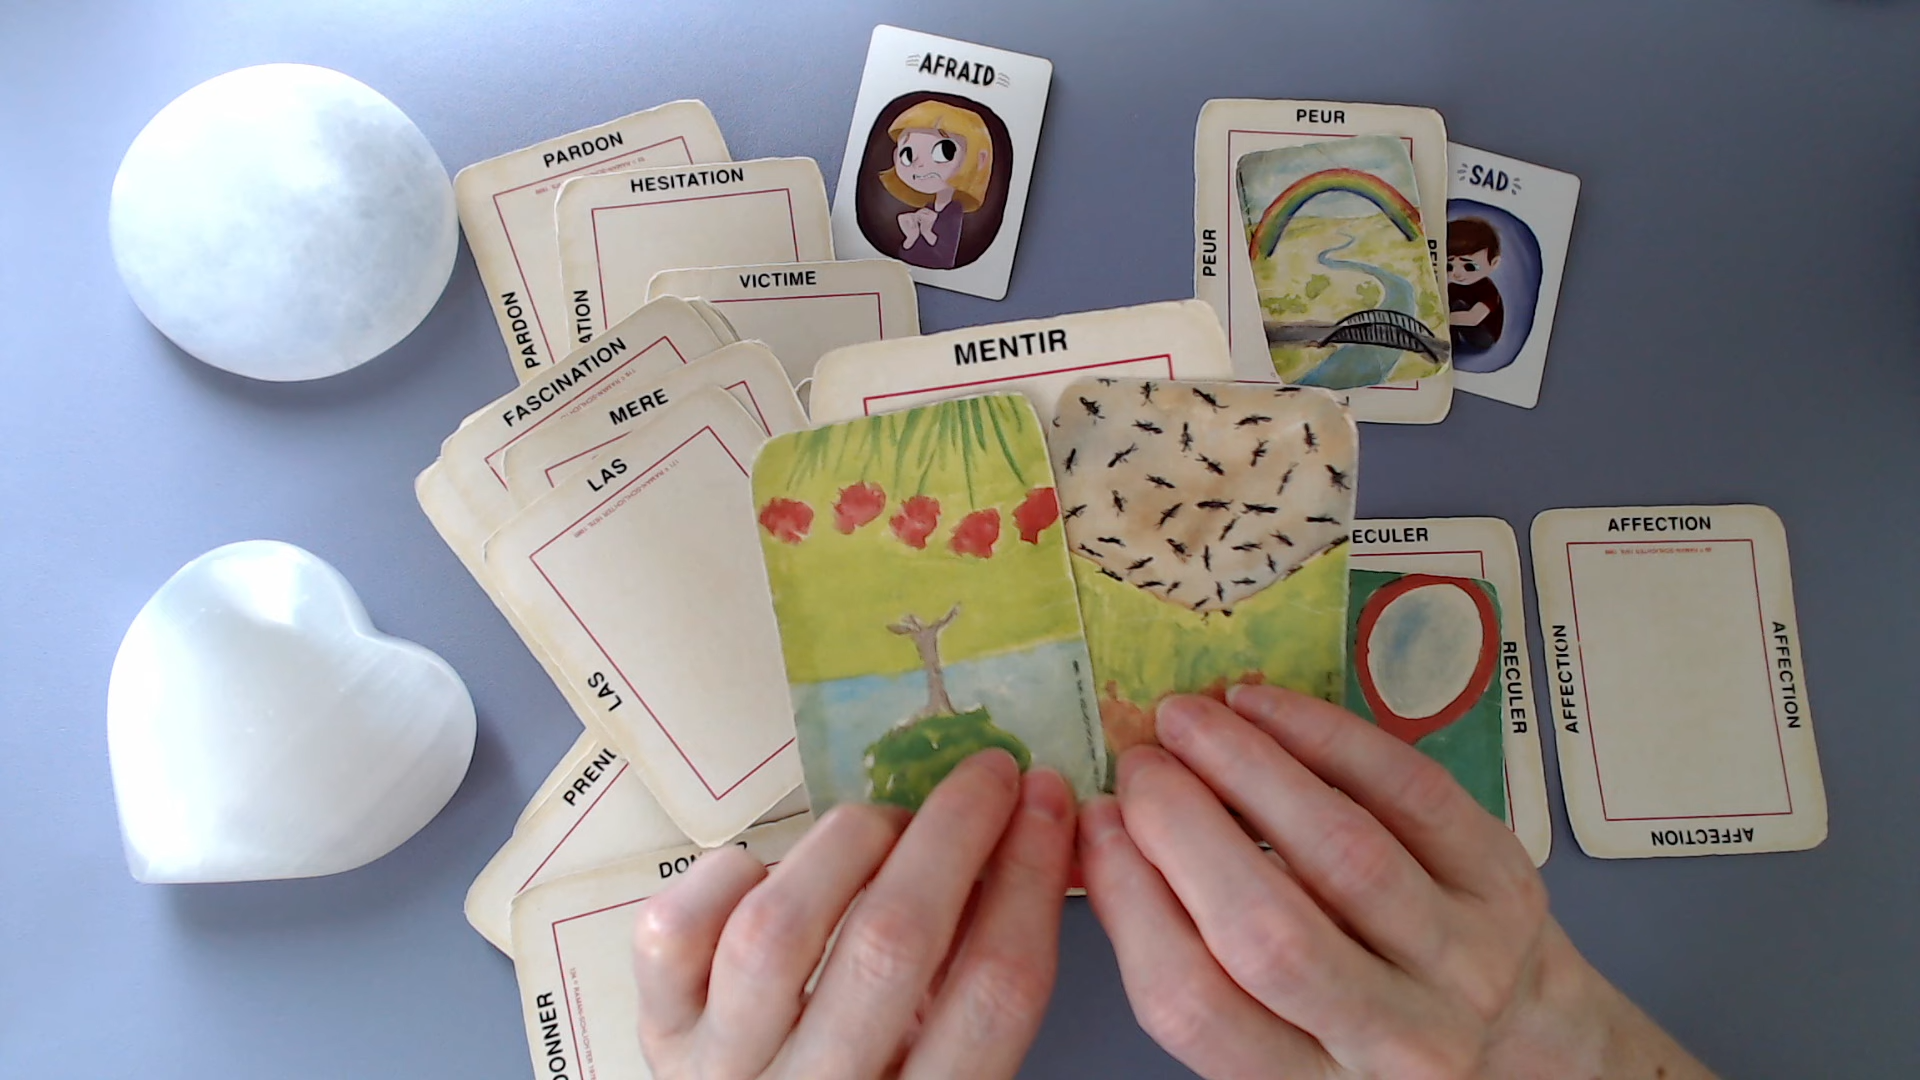 AFRAID
PEUR
PEUR
SAD
PARDON
PARDON
HESITATION
ATION
VICTIME
MENTIR
FASCINATION
MERE
LAS
LAS
PREN
DONNER
ECULER
RECULER
AFFECTION
AFFECTION
AFFECTION
AFFECTION